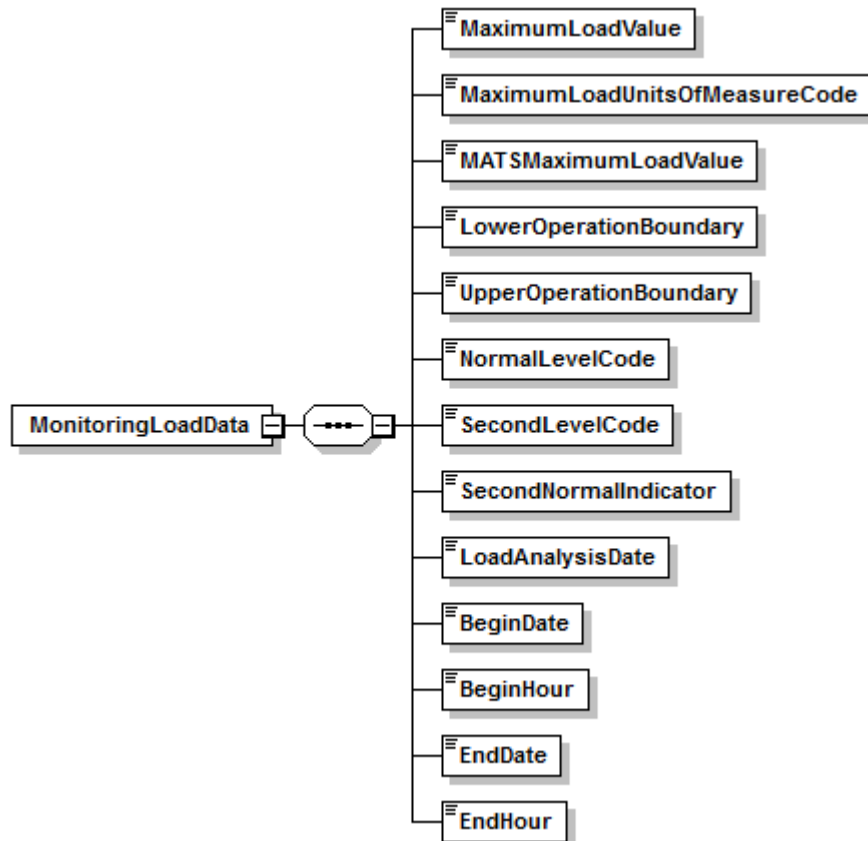 MaximumLoadValue
MaximumLoadUnitsOfMeasureCode
MATSMaximumLoadValue
LowerOperationBoundary
UpperOperationBoundary
NormalLevelCode
MonitoringLoadData
SecondLevelCode
SecondNormalIndicator
LoadAnalysisDate
BeginDate
BeginHour
EndDate
EndHour